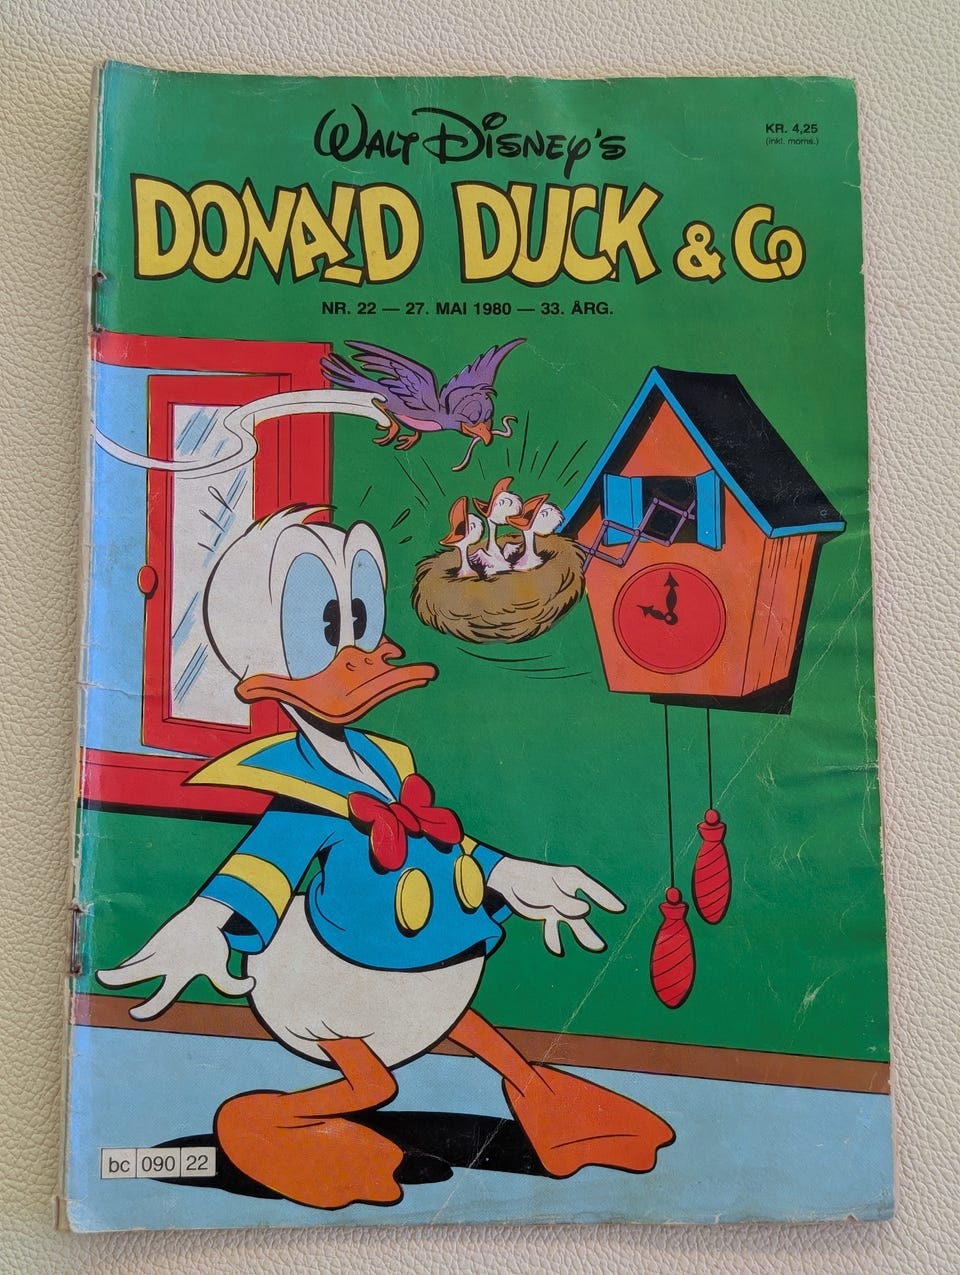 WALT DISNEY'S
KR. 4,25
(inkl. moms.)
DONALD DUCK & CO
NR. 22 — 27. MAI 1980 — 33. ÅRG.
bc 090 22